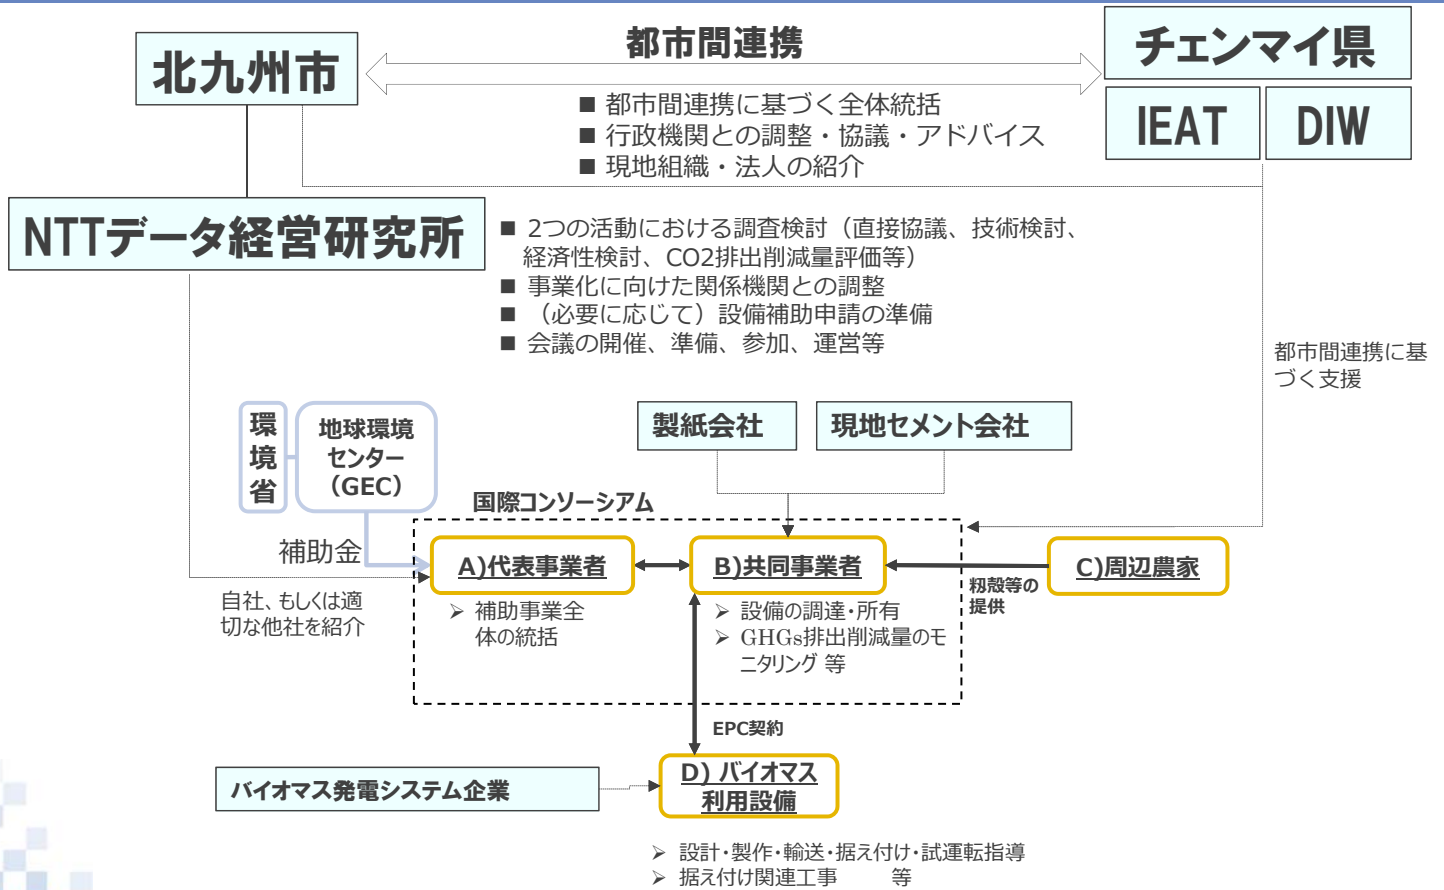 都市間連携
北九州市
チェンマイ県
IEAT
DIW
■ 都市間連携に基づく全体統括
■ 行政機関との調整・協議・アドバイス
■ 現地組織・法人の紹介
NTTデータ経営研究所
■ 2つの活動における調査検討（直接協議、技術検討、
経済性検討、CO2排出削減量評価等）
■ 事業化に向けた関係機関との調整
■ （必要に応じて）設備補助申請の準備
■ 会議の開催、準備、参加、運営等
都市間連携に基
づく支援
環
境
省
地球環境
センター
（GEC）
製紙会社
現地セメント会社
国際コンソーシアム
補助金
A)代表事業者
B)共同事業者
C)周辺農家
籾殻等の
提供
自社、もしくは適
切な他社を紹介
➢ 補助事業全
体の統括
➢ 設備の調達・所有
➢ GHGs排出削減量のモ
ニタリング 等
EPC契約
バイオマス発電システム企業
D) バイオマス
利用設備
➢ 設計・製作・輸送・据え付け・試運転指導
➢ 据え付け関連工事 等